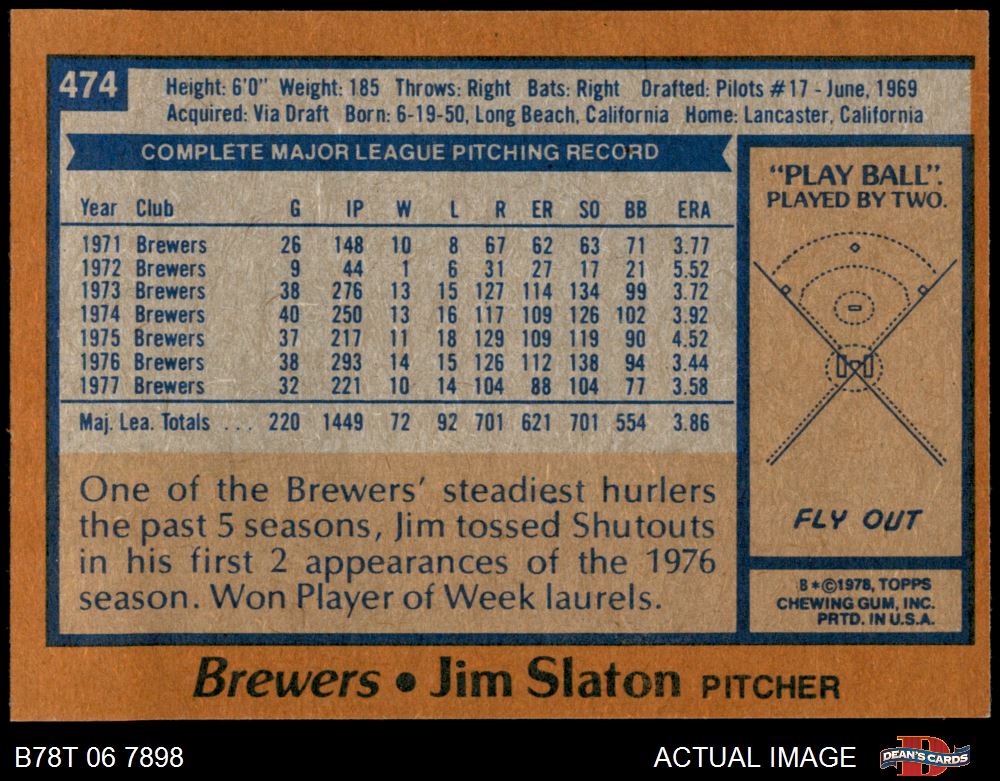 474
Height: 6'0" Weight: 185 Throws: Right Bats: Right Drafted: Pilots #17 - June, 1969
Acquired: Via Draft Born: 6-19-50, Long Beach, California Home: Lancaster, California
COMPLETE MAJOR LEAGUE PITCHING RECORD
Year Club G IP W L R ER SO BB ERA
1971 Brewers 26 148 10 8 67 62 63 71 3.77
1972 Brewers 9 44 1 6 31 27 17 21 5.52
1973 Brewers 38 276 13 15 127 114 134 99 3.72
1974 Brewers 40 250 13 16 117 109 126 102 3.92
1975 Brewers 37 217 11 18 129 109 119 90 4.52
1976 Brewers 38 293 14 15 126 112 138 94 3.44
1977 Brewers 32 221 10 14 104 88 104 77 3.58
Maj. Lea. Totals . . . 220 1449 72 92 701 621 701 554 3.86
One of the Brewers' steadiest hurlers
the past 5 seasons, Jim tossed Shutouts
in his first 2 appearances of the 1976
season. Won Player of Week laurels.
"PLAY BALL".
PLAYED BY TWO.
FLY OUT
B*©1978, TOPPS
CHEWING GUM, INC.
PRTD. IN U.S.A.
Brewers • Jim Slaton PITCHER
B78T 06 7898
ACTUAL IMAGE
DEAN'S CARDS